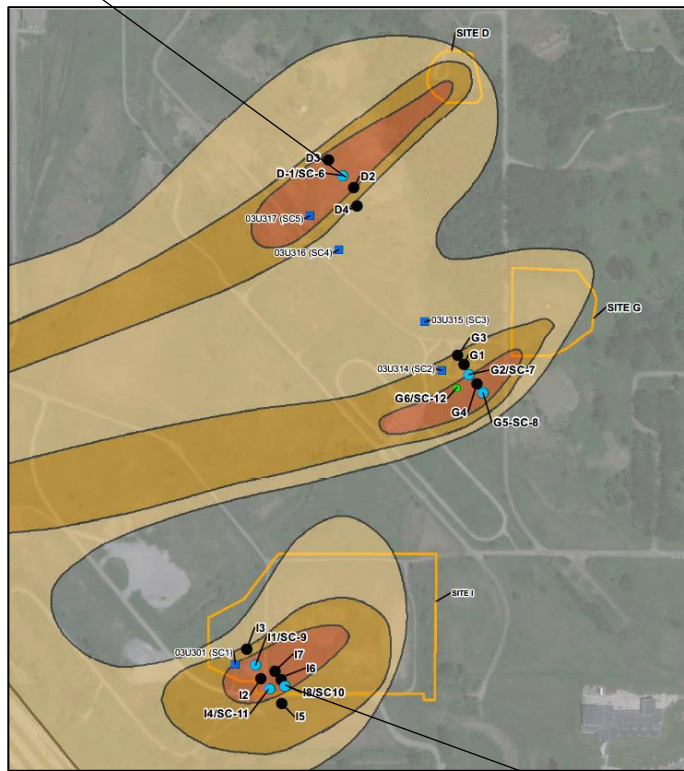 SITE D
D3
D-1/SC-6
D2
D4
03U317 (SC5)
03U316 (SC4)
SITE G
03U315 (SC3)
G3
G1
03U314 (SC2)
G2/SC-7
G6/SC-12
G4
G5-SC-8
SITE I
I3
I1/SC-9
03U301 (SC1)
I7
I6
I2
I8/SC10
I4/SC-11
I5